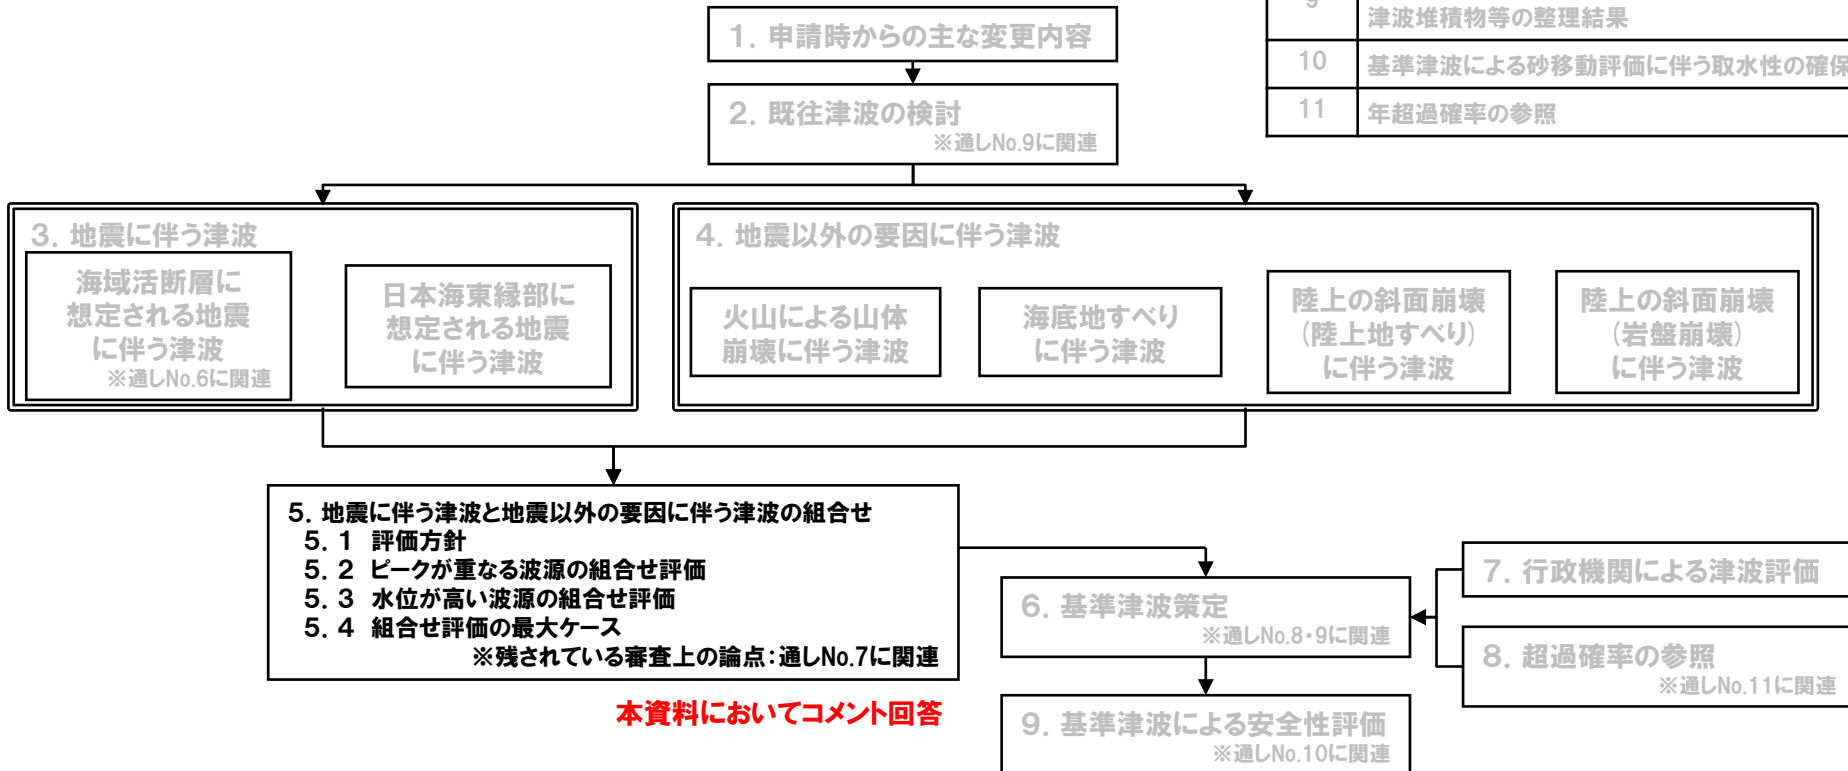 1．申請時からの主な変更内容
2．既往津波の検討
※通しNo.9に関連
9
津波堆積物等の整理結果
10 基準津波による砂移動評価に伴う取水性の確保
11 年超過確率の参照
3．地震に伴う津波
海域活断層に
想定される地震
に伴う津波
※通しNo.6に関連
日本海東縁部に
想定される地震
に伴う津波
4．地震以外の要因に伴う津波
火山による山体
崩壊に伴う津波
海底地すべり
に伴う津波
陸上の斜面崩壊
(陸上地すべり)
に伴う津波
陸上の斜面崩壊
(岩盤崩壊)
に伴う津波
5．地震に伴う津波と地震以外の要因に伴う津波の組合せ
5．1　評価方針
5．2　ピークが重なる波源の組合せ評価
5．3　水位が高い波源の組合せ評価
5．4　組合せ評価の最大ケース
※残されている審査上の論点：通しNo.7に関連
本資料においてコメント回答
6．基準津波策定
※通しNo.8・9に関連
7．行政機関による津波評価
8．超過確率の参照
※通しNo.11に関連
9．基準津波による安全性評価
※通しNo.10に関連